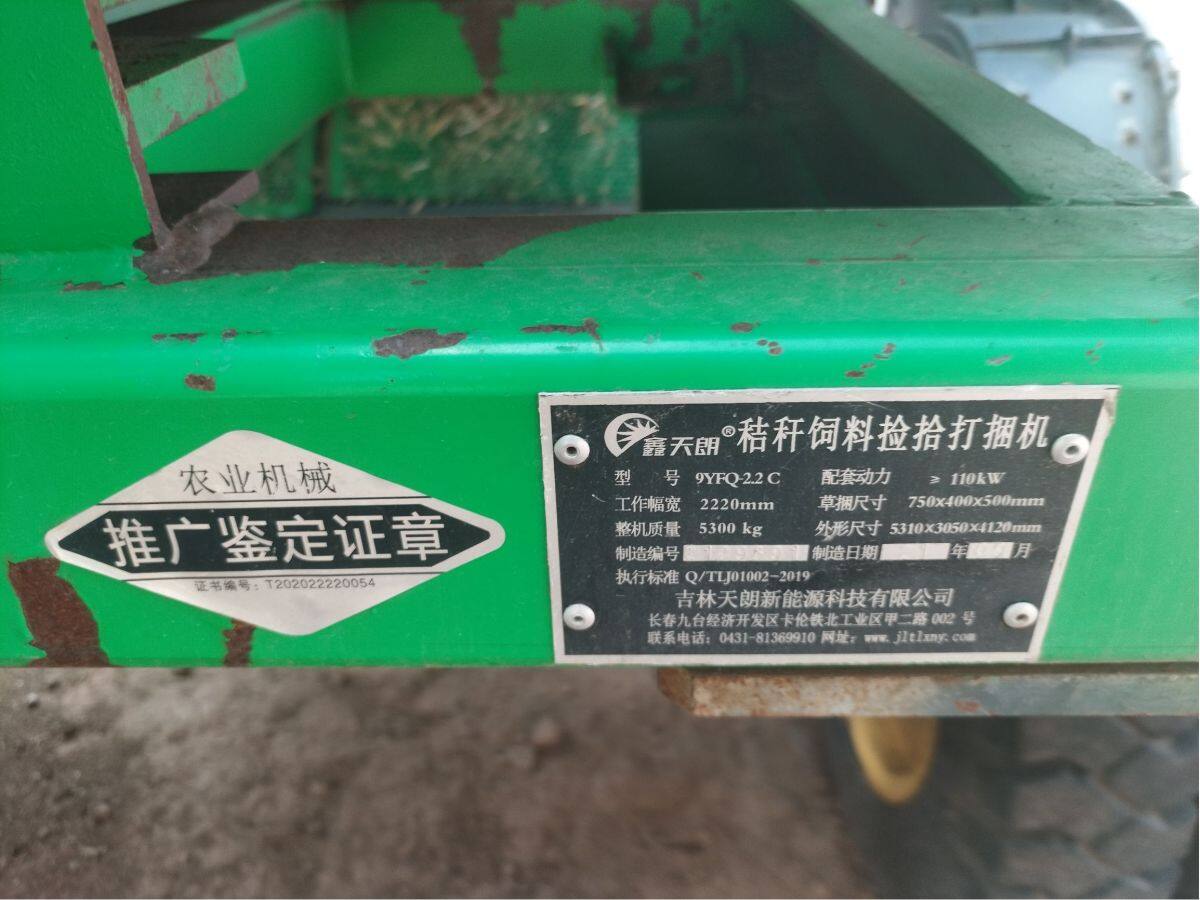 农业机械
推广鉴定证章
证书编号：T202022220054
鑫天朗® 秸秆饲料捡拾打捆机
型 号 9YFQ-2.2 C 配套动力 ≥ 110kW
工作幅宽 2220mm 草捆尺寸 750x400x500mm
整机质量 5300 kg 外形尺寸 5310×3050×4120mm
制造编号 制造日期 年 月
执行标准 Q/TLJ01002-2019
吉林天朗新能源科技有限公司
长春九台经济开发区卡伦铁北工业区甲二路 002 号
联系电话：0431-81369910 网址：www.jltlxny.com